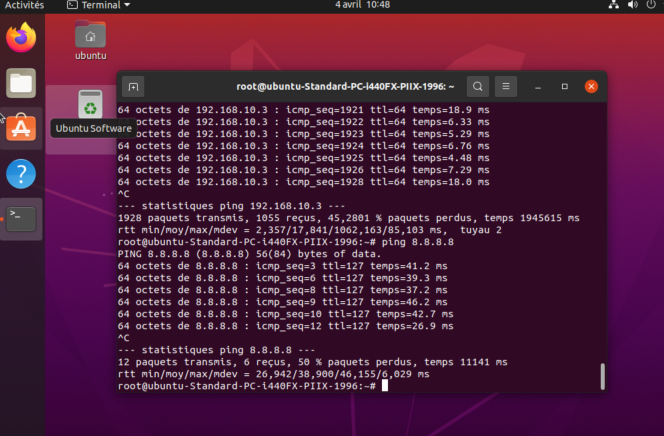 Activités
Terminal
4 avril 10:48
ubuntu
Ubuntu Software
root@ubuntu-Standard-PC-i440FX-PIIX-1996: ~
64 octets de 192.168.10.3 : icmp_seq=1921 ttl=64 temps=18.9 ms
64 octets de 192.168.10.3 : icmp_seq=1922 ttl=64 temps=6.33 ms
64 octets de 192.168.10.3 : icmp_seq=1923 ttl=64 temps=5.29 ms
64 octets de 192.168.10.3 : icmp_seq=1924 ttl=64 temps=6.76 ms
64 octets de 192.168.10.3 : icmp_seq=1925 ttl=64 temps=4.48 ms
64 octets de 192.168.10.3 : icmp_seq=1926 ttl=64 temps=7.29 ms
64 octets de 192.168.10.3 : icmp_seq=1928 ttl=64 temps=18.0 ms
^C
--- statistiques ping 192.168.10.3 ---
1928 paquets transmis, 1055 reçus, 45,2801 % paquets perdus, temps 1945615 ms
rtt min/moy/max/mdev = 2,357/17,841/1062,163/85,103 ms, tuyau 2
root@ubuntu-Standard-PC-i440FX-PIIX-1996:~# ping 8.8.8.8
PING 8.8.8.8 (8.8.8.8) 56(84) bytes of data.
64 octets de 8.8.8.8 : icmp_seq=3 ttl=127 temps=41.2 ms
64 octets de 8.8.8.8 : icmp_seq=6 ttl=127 temps=39.3 ms
64 octets de 8.8.8.8 : icmp_seq=8 ttl=127 temps=37.2 ms
64 octets de 8.8.8.8 : icmp_seq=9 ttl=127 temps=46.2 ms
64 octets de 8.8.8.8 : icmp_seq=10 ttl=127 temps=42.7 ms
64 octets de 8.8.8.8 : icmp_seq=12 ttl=127 temps=26.9 ms
^C
--- statistiques ping 8.8.8.8 ---
12 paquets transmis, 6 reçus, 50 % paquets perdus, temps 11141 ms
rtt min/moy/max/mdev = 26,942/38,900/46,155/6,029 ms
root@ubuntu-Standard-PC-i440FX-PIIX-1996:~#